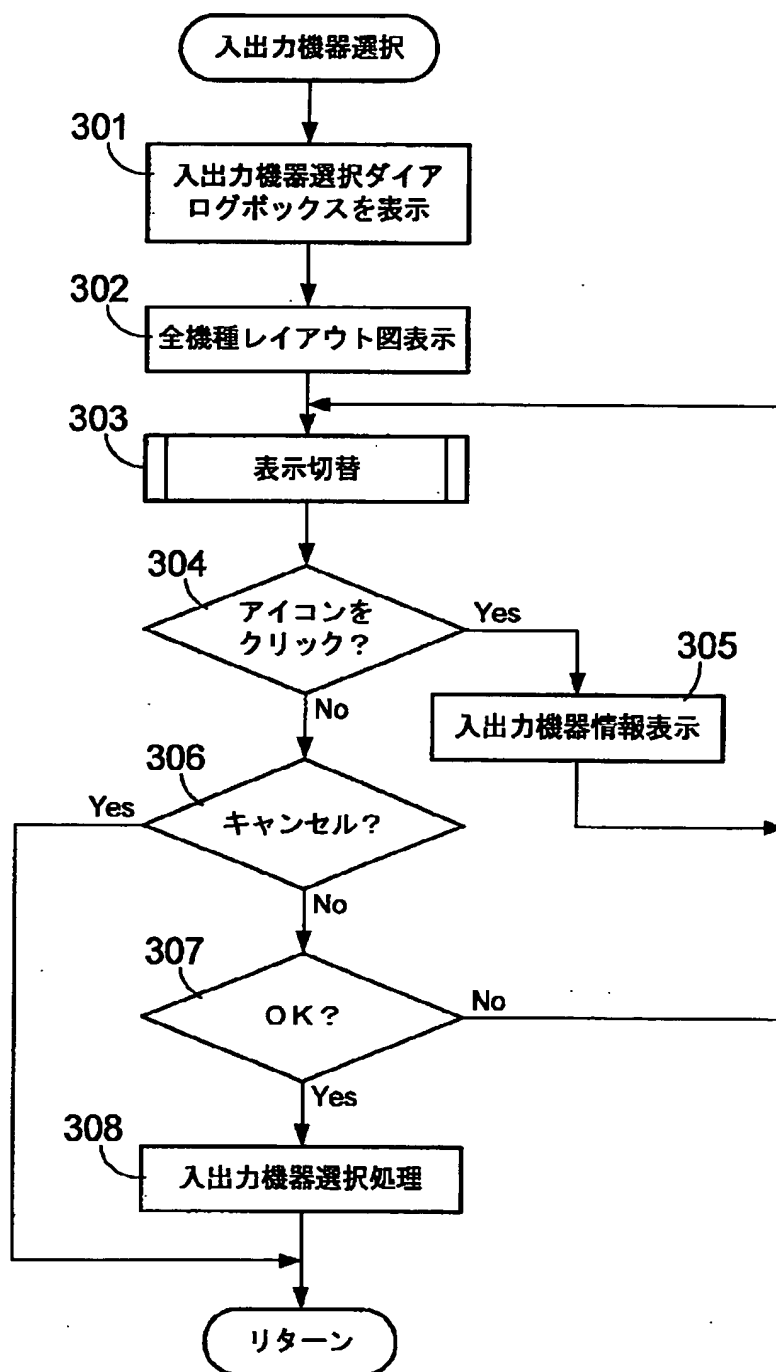 入出力機器選択
301
入出力機器選択ダイア
ログボックスを表示
302
全機種レイアウト図表示
303
表示切替
304
アイコンを
クリック？
Yes
305
入出力機器情報表示
No
306
Yes
キャンセル？
No
307
OK？
No
Yes
308
入出力機器選択処理
リターン